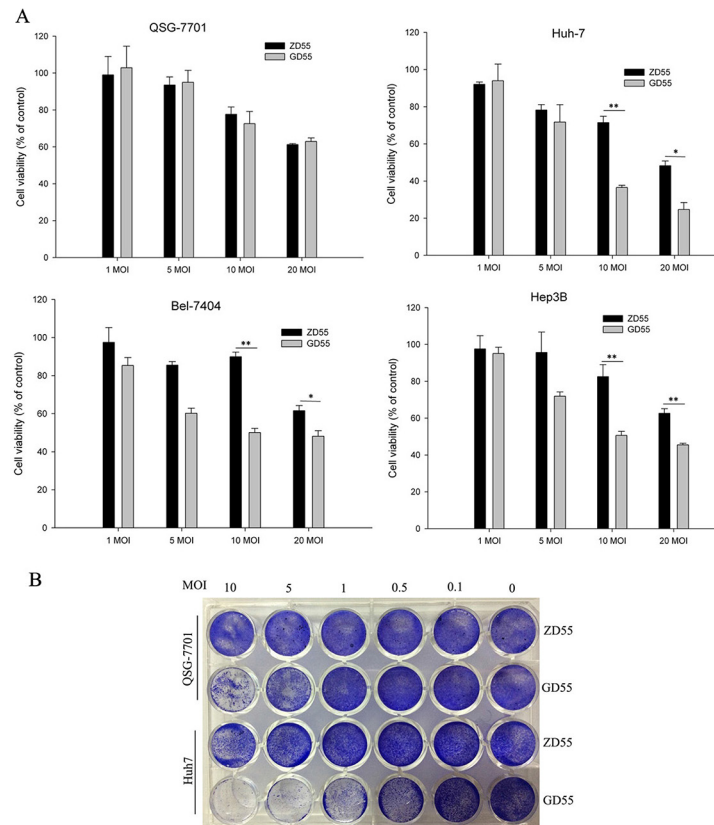 A
QSG-7701
ZD55
GD55
Cell viability (% of control)
120
100
80
60
40
20
0
1 MOI 5 MOI 10 MOI 20 MOI
Huh-7
ZD55
GD55
Cell viability (% of control)
120
100
80
60
40
20
0
** *
1 MOI 5 MOI 10 MOI 20 MOI
Bel-7404
ZD55
GD55
Cell viability (% of control)
120
100
80
60
40
20
0
** *
1 MOI 5 MOI 10 MOI 20 MOI
Hep3B
ZD55
GD55
Cell viability (% of control)
120
100
80
60
40
20
0
** **
1 MOI 5 MOI 10 MOI 20 MOI
B
MOI 10 5 1 0.5 0.1 0
QSG-7701
ZD55
GD55
Huh7
ZD55
GD55